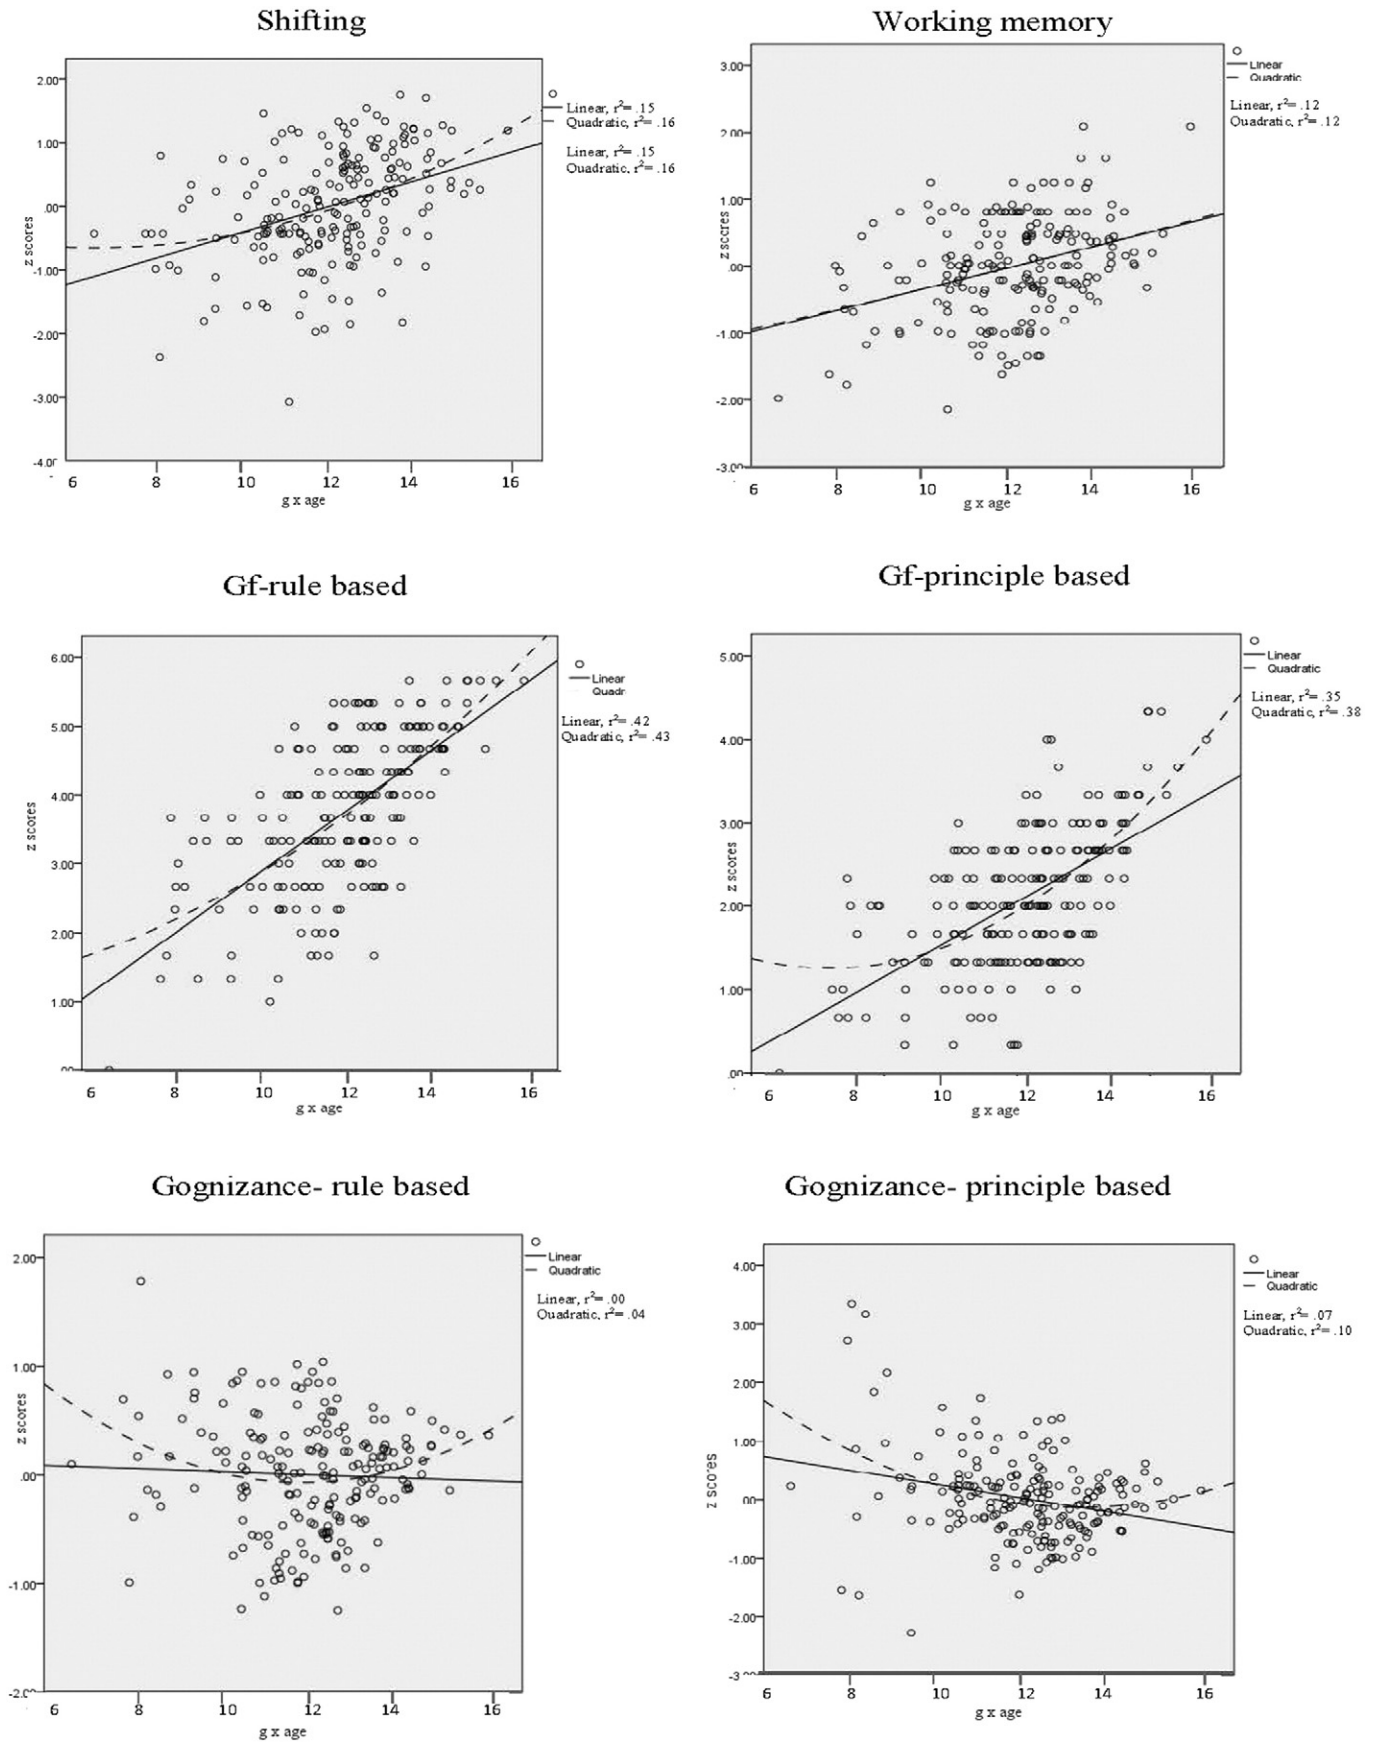 Shifting
2.00
1.00
.00
-1.00
-2.00
-3.00
z scores
6 8 10 12 14 16
g x age
Linear, r²= .15
Quadratic, r²= .16
Linear, r²= .15
Quadratic, r²= .16
Working memory
3.00
2.00
1.00
.00
-1.00
-2.00
-3.00
z scores
6 8 10 12 14 16
g x age
Linear
Quadratic
Linear, r²= .12
Quadratic, r²= .12
Gf-rule based
6.00
5.00
4.00
3.00
2.00
1.00
z scores
6 8 10 12 14 16
g x age
Linear
Quadr
Linear, r²= .42
Quadratic, r²= .43
Gf-principle based
5.00
4.00
3.00
2.00
1.00
.00
z scores
6 8 10 12 14 16
g x age
Linear
Quadratic
Linear, r²= .35
Quadratic, r²= .38
Gognizance- rule based
2.00
1.00
.00
-1.00
-2.00
z scores
6 8 10 12 14 16
g x age
Linear
Quadratic
Linear, r²= .00
Quadratic, r²= .04
Gognizance- principle based
4.00
3.00
2.00
1.00
.00
-1.00
-2.00
z scores
6 8 10 12 14 16
g x age
Linear
Quadratic
Linear, r²= .07
Quadratic, r²= .10